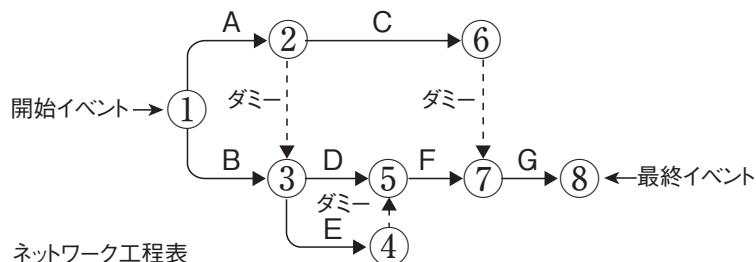 A
C
② ⑥
ダミー ダミー
開始イベント ①
B D F G
③ ⑤ ⑦ ⑧ 最終イベント
ダミー
E
④
ネットワーク工程表